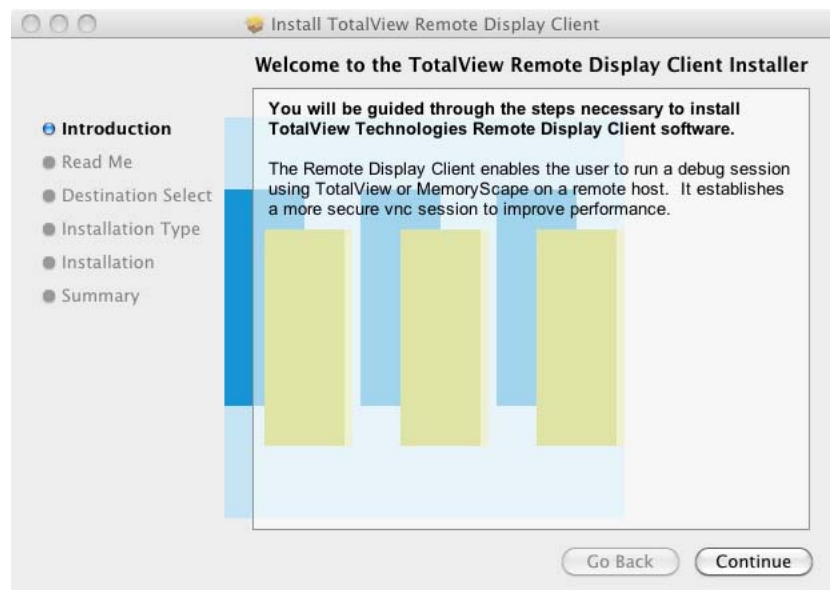 Install TotalView Remote Display Client
Welcome to the TotalView Remote Display Client Installer
Introduction
Read Me
Destination Select
Installation Type
Installation
Summary
You will be guided through the steps necessary to install
TotalView Technologies Remote Display Client software.
The Remote Display Client enables the user to run a debug session
using TotalView or MemoryScape on a remote host.  It establishes
a more secure vnc session to improve performance.
Go Back
Continue